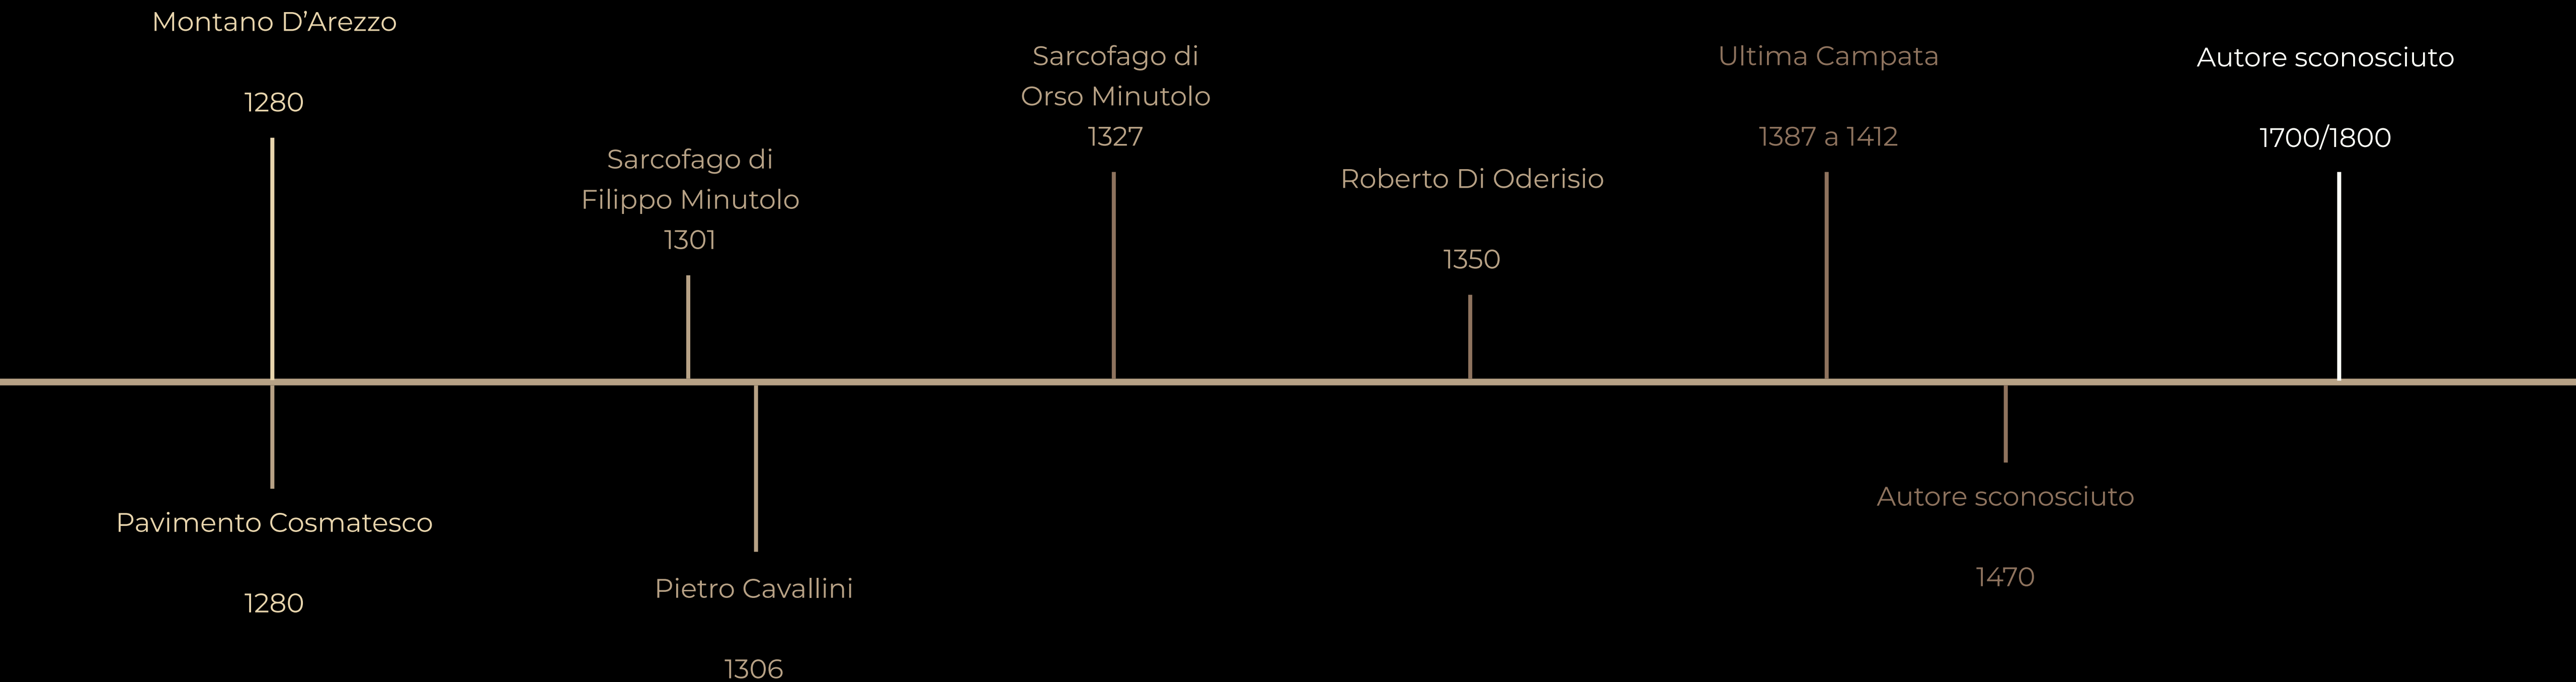 Montano D’Arezzo
1280
Sarcofago di
Filippo Minutolo
1301
Sarcofago di
Orso Minutolo
1327
Roberto Di Oderisio
1350
Ultima Campata
1387 a 1412
Autore sconosciuto
1700/1800
Pavimento Cosmatesco
1280
Pietro Cavallini
1306
Autore sconosciuto
1470